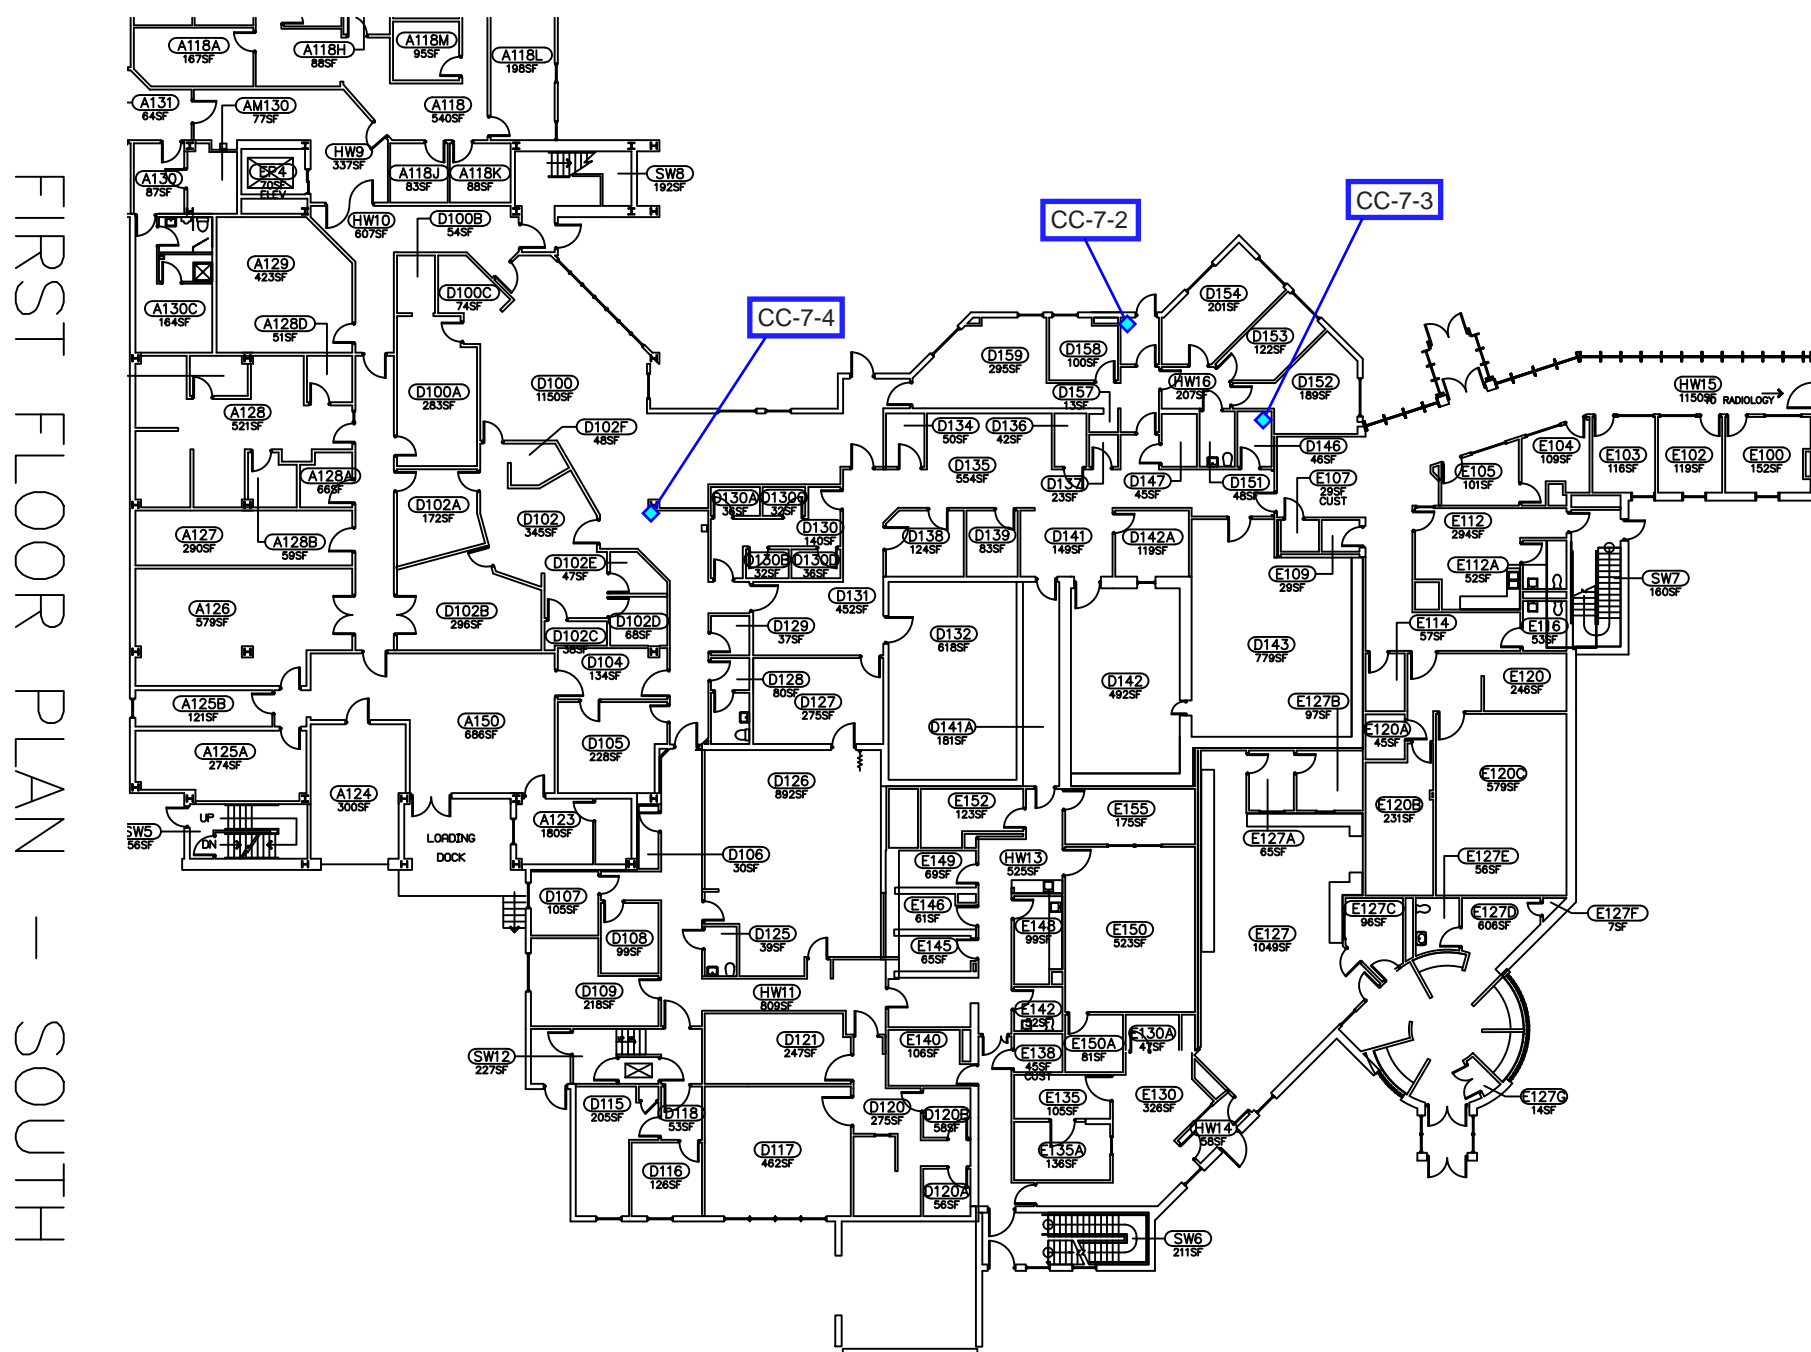 FIRST FLOOR PLAN — SOUTH
A118A
167SF
A118H
88SF
A118M
95SF
A118L
198SF
A131
64SF
AM130
77SF
A118
540SF
HW9
337SF
A130
87SF
EP4
70SF
ELEV
A118J
83SF
A118K
88SF
SW8
192SF
HW10
607SF
D100B
54SF
CC-7-2
CC-7-3
A129
423SF
D100C
74SF
A130C
164SF
A128D
51SF
CC-7-4
D154
201SF
D153
122SF
D159
295SF
D158
100SF
D100A
283SF
D100
1150SF
D157
13SF
HW16
207SF
D152
189SF
HW15
1150SF
TO RADIOLOGY
A128
521SF
D102F
48SF
D134
50SF
D136
42SF
D146
46SF
E104
109SF
E103
116SF
E102
119SF
E100
152SF
A128A
66SF
D135
554SF
D137
23SF
D147
45SF
D151
48SF
E107
29SF
CUST
E105
101SF
D102A
172SF
D130A
36SF
D130C
32SF
A127
290SF
A128B
59SF
D102
345SF
D130
140SF
D138
124SF
D139
83SF
D141
149SF
D142A
119SF
E112
294SF
D102E
47SF
D130B
32SF
D130D
36SF
E109
29SF
E112A
52SF
SW7
160SF
A126
579SF
D102B
296SF
D102C
38SF
D102D
68SF
D131
452SF
D129
37SF
D132
618SF
D143
779SF
E114
57SF
E116
53SF
D104
134SF
D128
80SF
D127
275SF
D142
492SF
E127B
97SF
E120
246SF
A125B
121SF
A150
686SF
D141A
181SF
E120A
45SF
A125A
274SF
D105
228SF
D126
892SF
E120C
579SF
A124
300SF
E152
123SF
E155
175SF
E120B
231SF
SW5
56SF
UP
DN
LOADING
DOCK
A123
180SF
D106
30SF
E127A
65SF
E149
69SF
HW13
525SF
E127E
56SF
D107
105SF
E146
61SF
E127C
96SF
E127D
606SF
E127F
7SF
D108
99SF
D125
39SF
E145
65SF
E148
99SF
E150
523SF
E127
1049SF
D109
218SF
HW11
809SF
E142
SW12
227SF
D121
247SF
E140
106SF
E138
45SF
CUST
E150A
81SF
E130A
47SF
D115
205SF
D118
53SF
D120
275SF
D120B
58SF
E135
105SF
E130
326SF
E127G
14SF
HW14
58SF
D116
126SF
D117
462SF
E135A
136SF
D120A
56SF
SW6
211SF